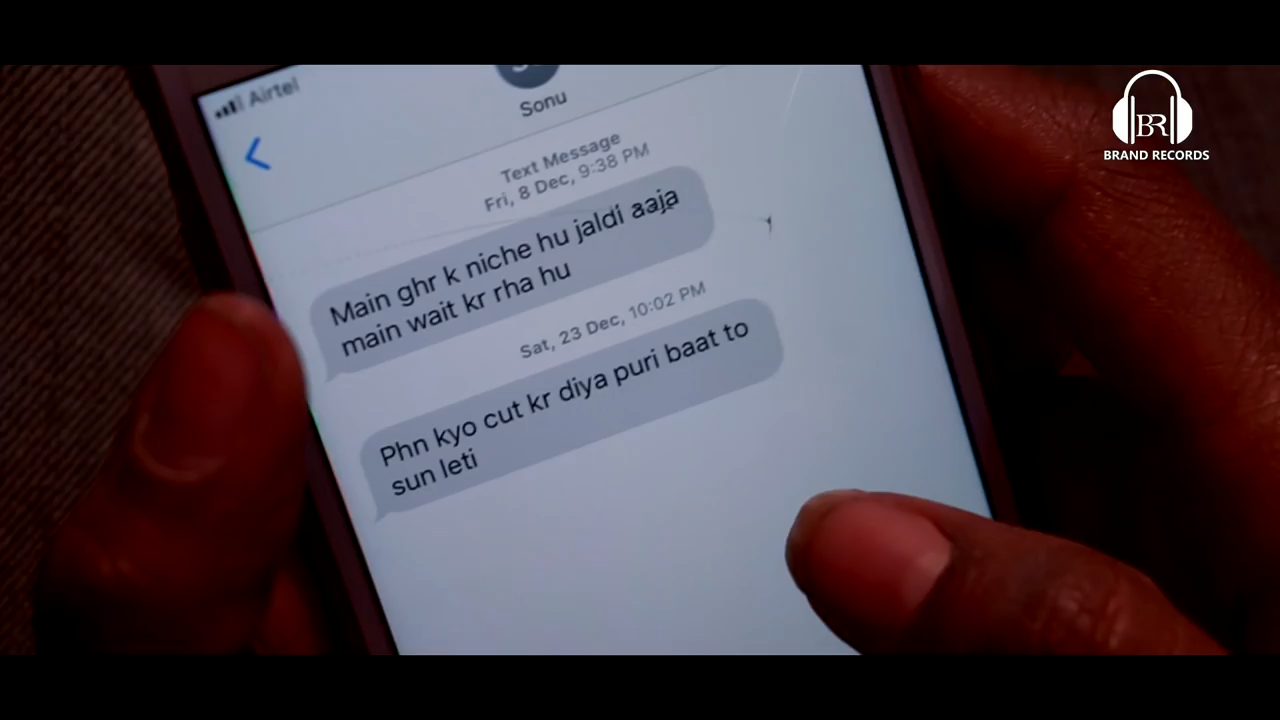 Airtel
Sonu
Text Message
Fri, 8 Dec, 9:38 PM
Main ghr k niche hu jaldi aaja
main wait kr rha hu
Sat, 23 Dec, 10:02 PM
Phn kyo cut kr diya puri baat to
sun leti
BR
BRAND RECORDS